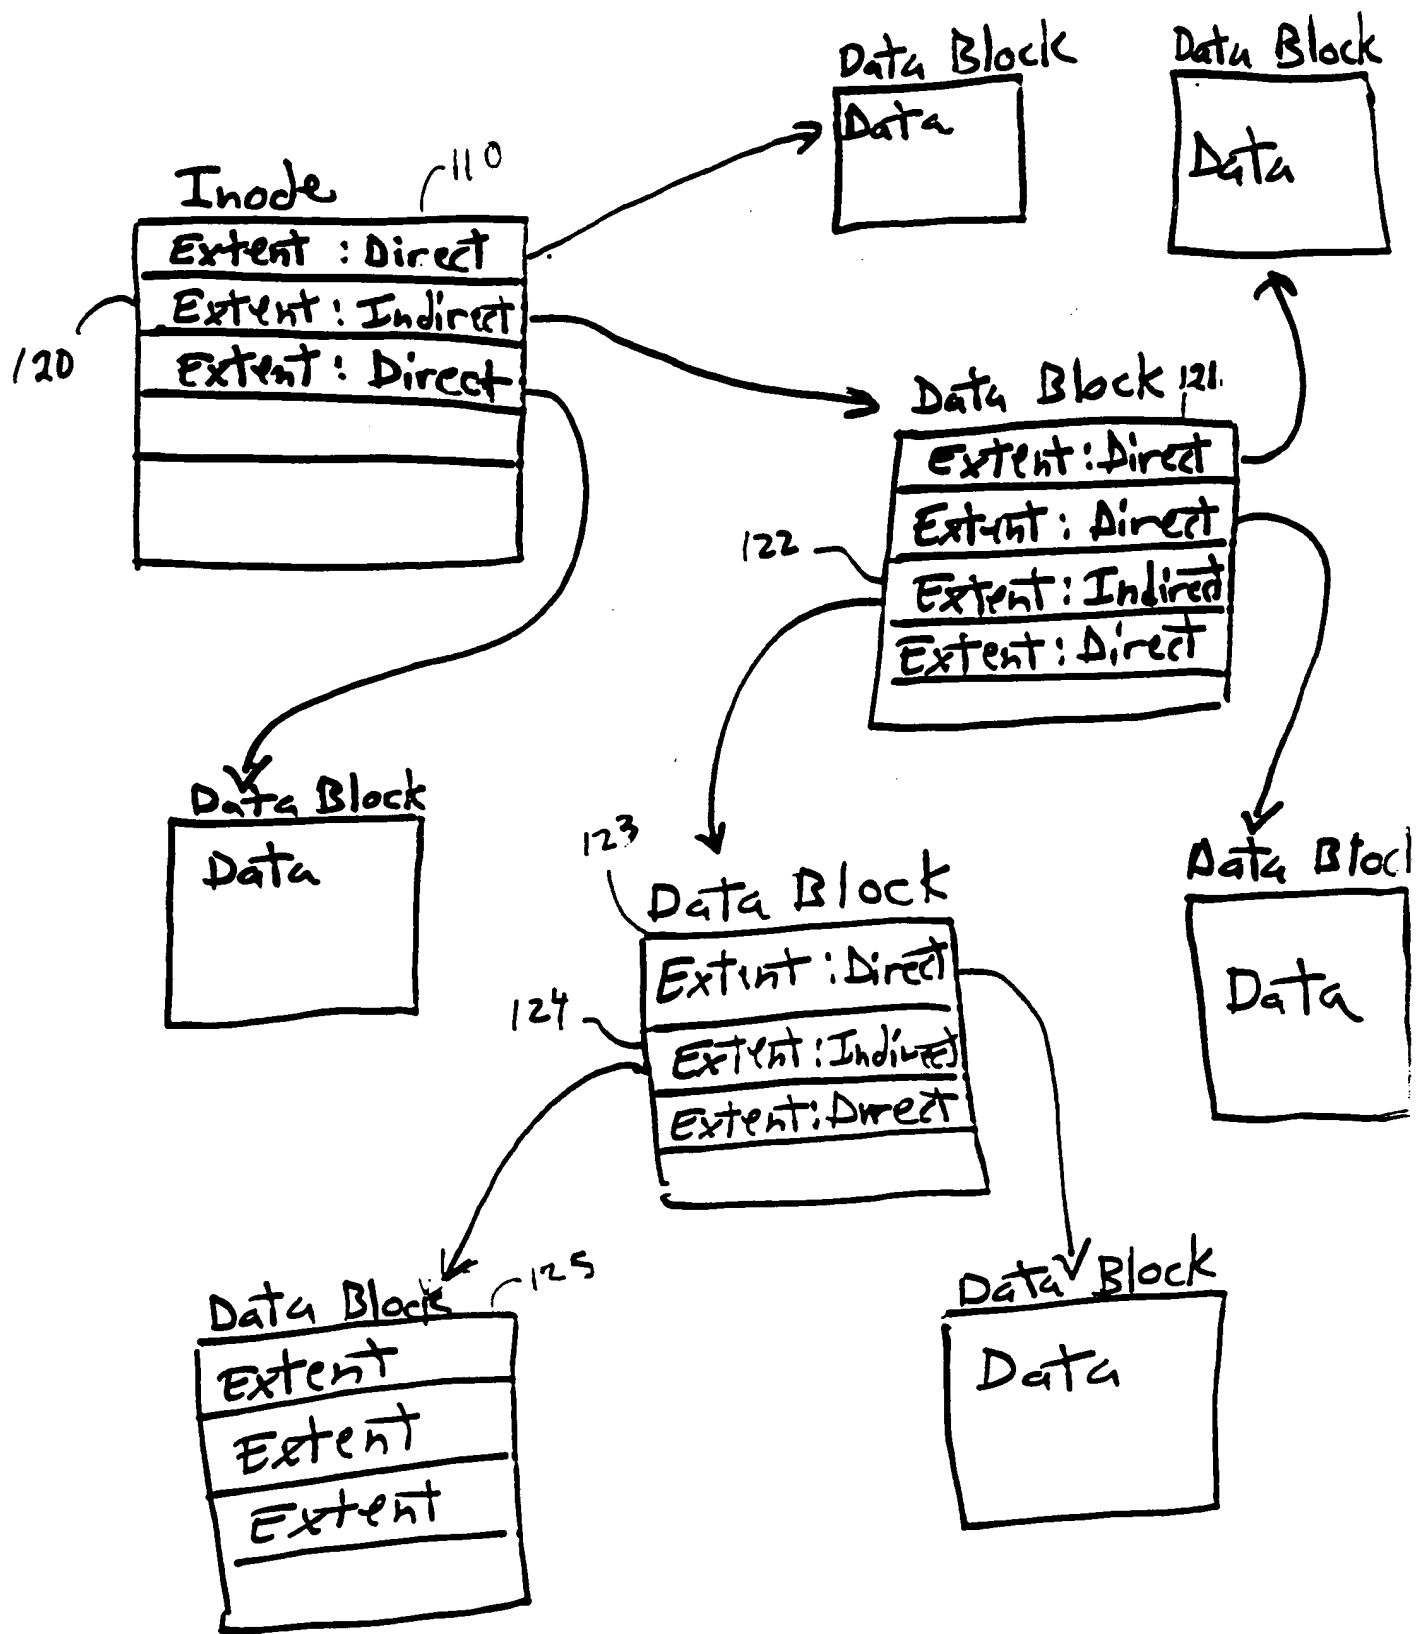 Data Block
Data
Data Block
Data
Inode
110
Extent : Direct
Extent : Indirect
Extent : Direct
120
Data Block
121
Extent : Direct
Extent : Direct
Extent : Indirect
Extent : Direct
122
Data Block
Data
Data Block
123
Extent : Direct
Extent : Indirect
Extent : Direct
124
Data Bloc
Data
Data Block
125
Extent
Extent
Extent
Data Block
Data